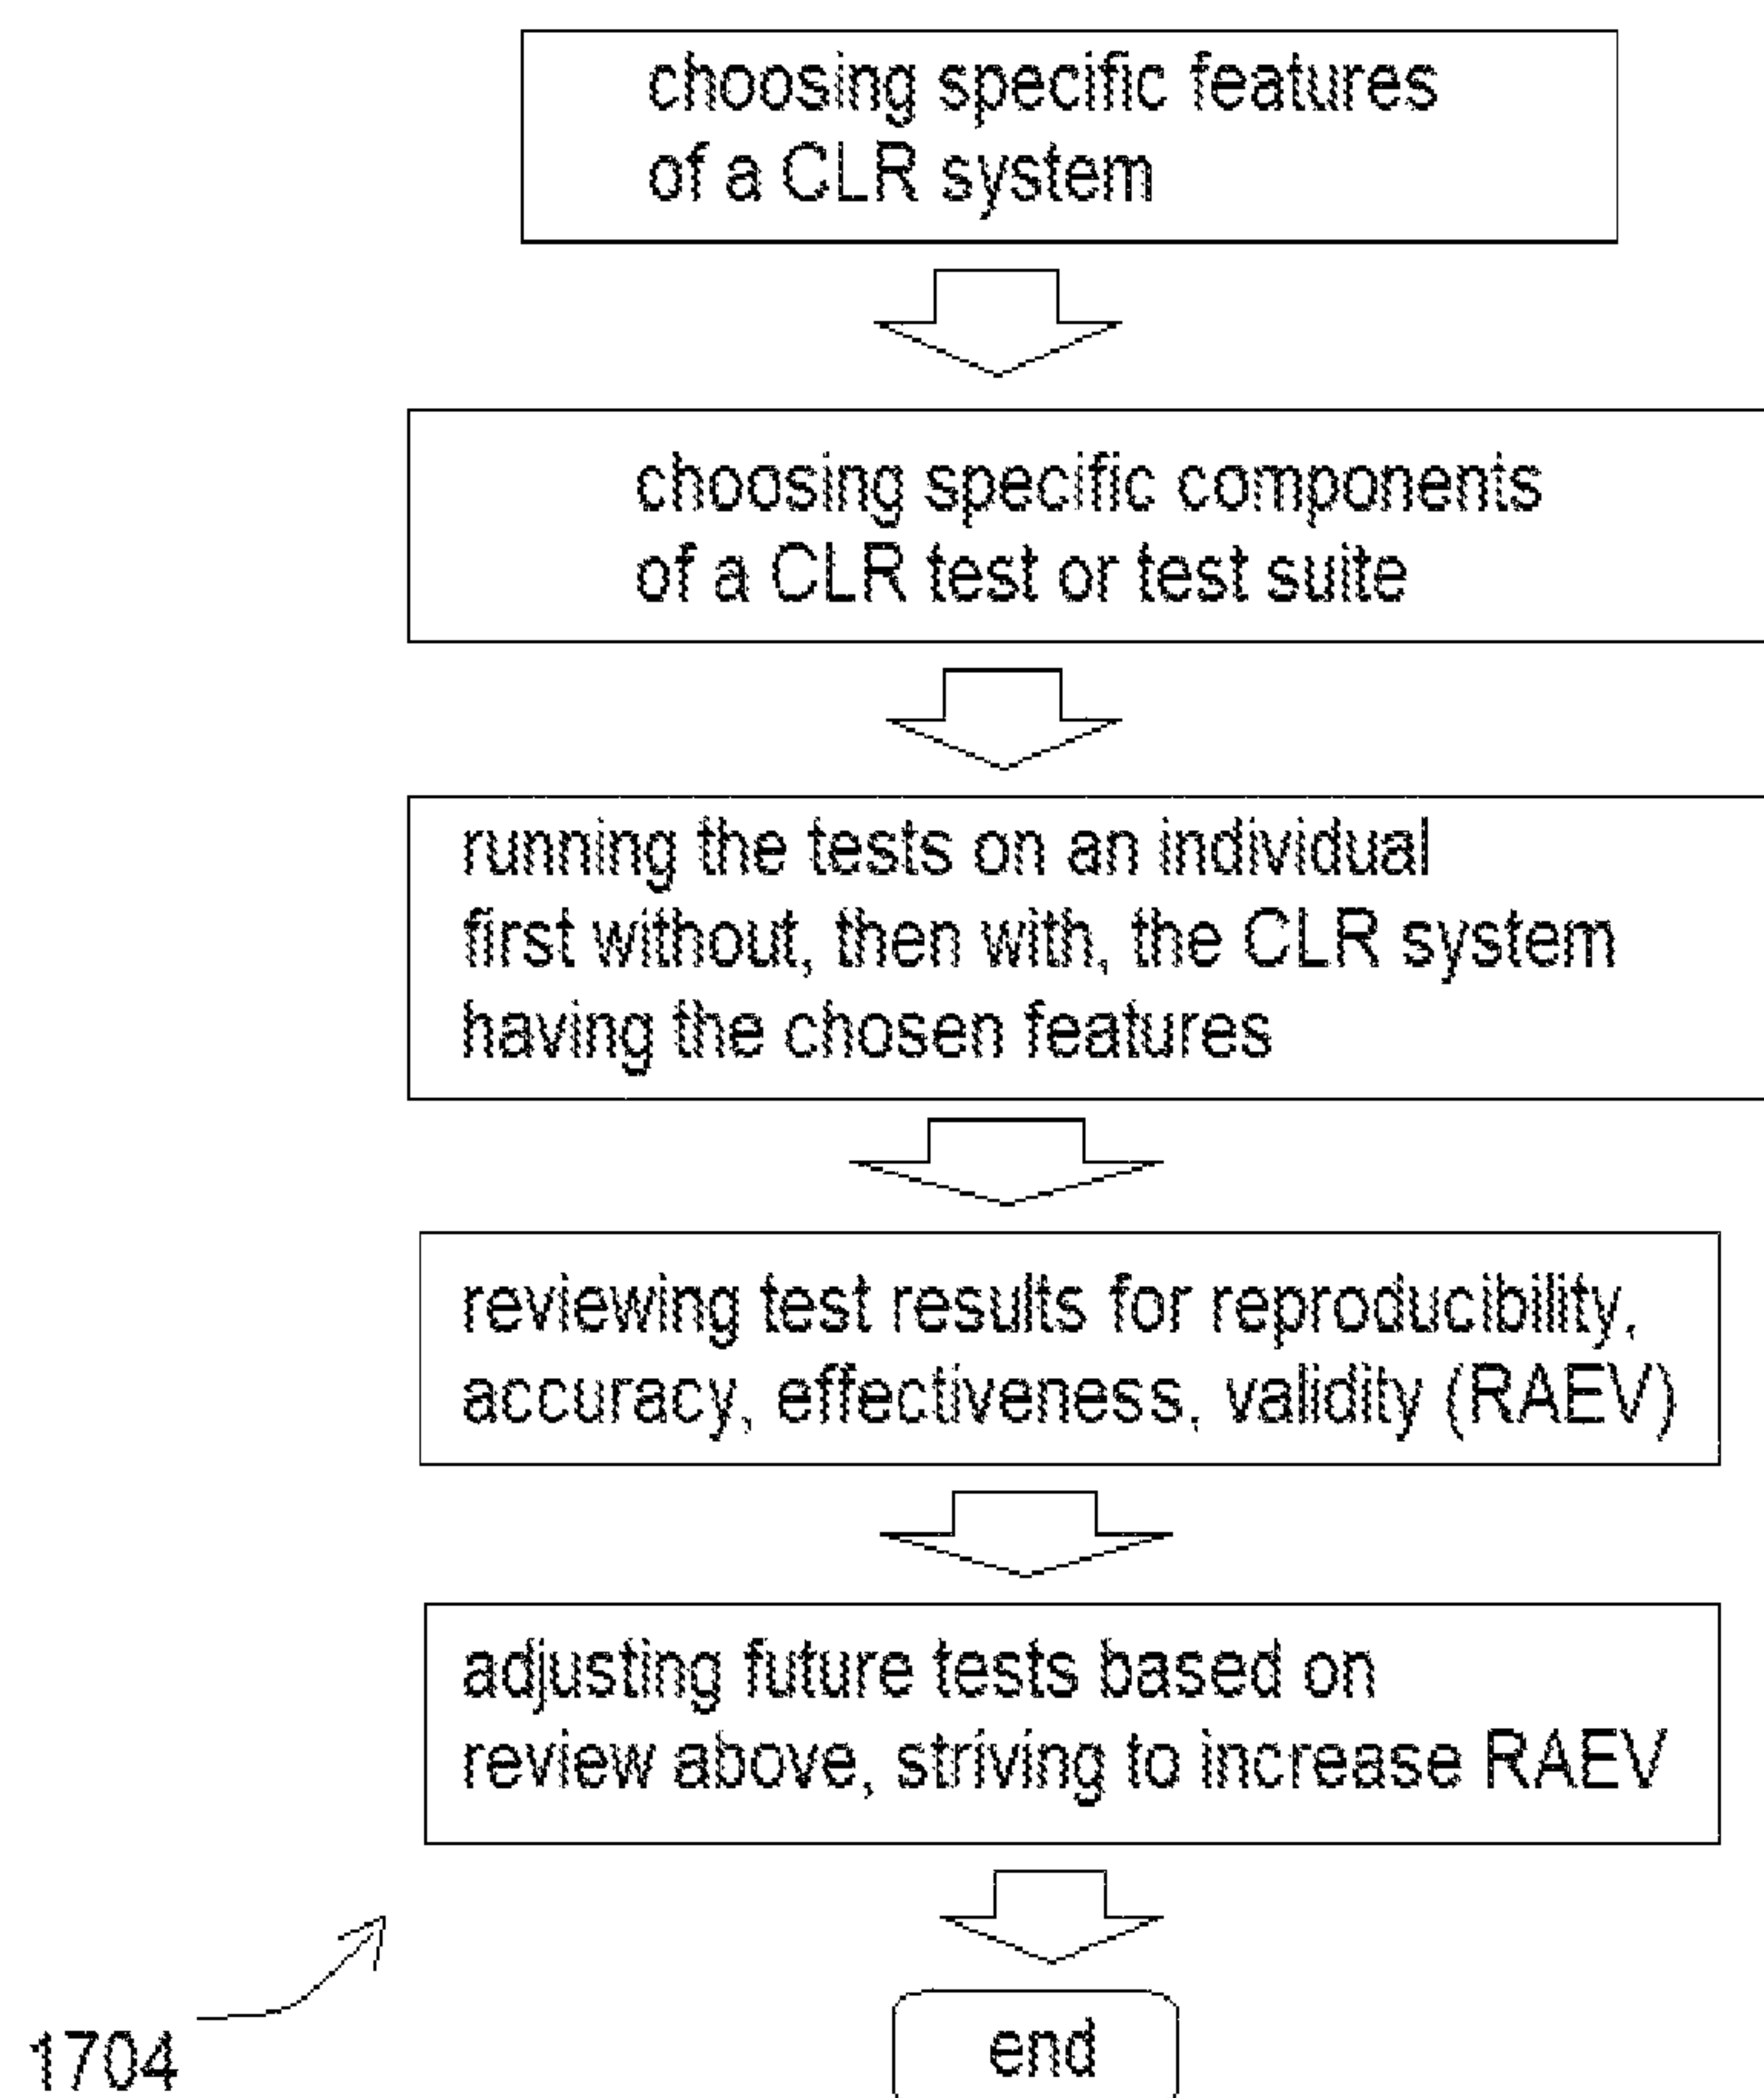 choosing specific features
of a CLR system
choosing specific components
of a CLR test or test suite
running the tests on an individual
first without, then with, the CLR system
having the chosen features
reviewing test results for reproducibility,
accuracy, effectiveness, validity (RAEV)
adjusting future tests based on
review above, striving to increase RAEV
end
1704